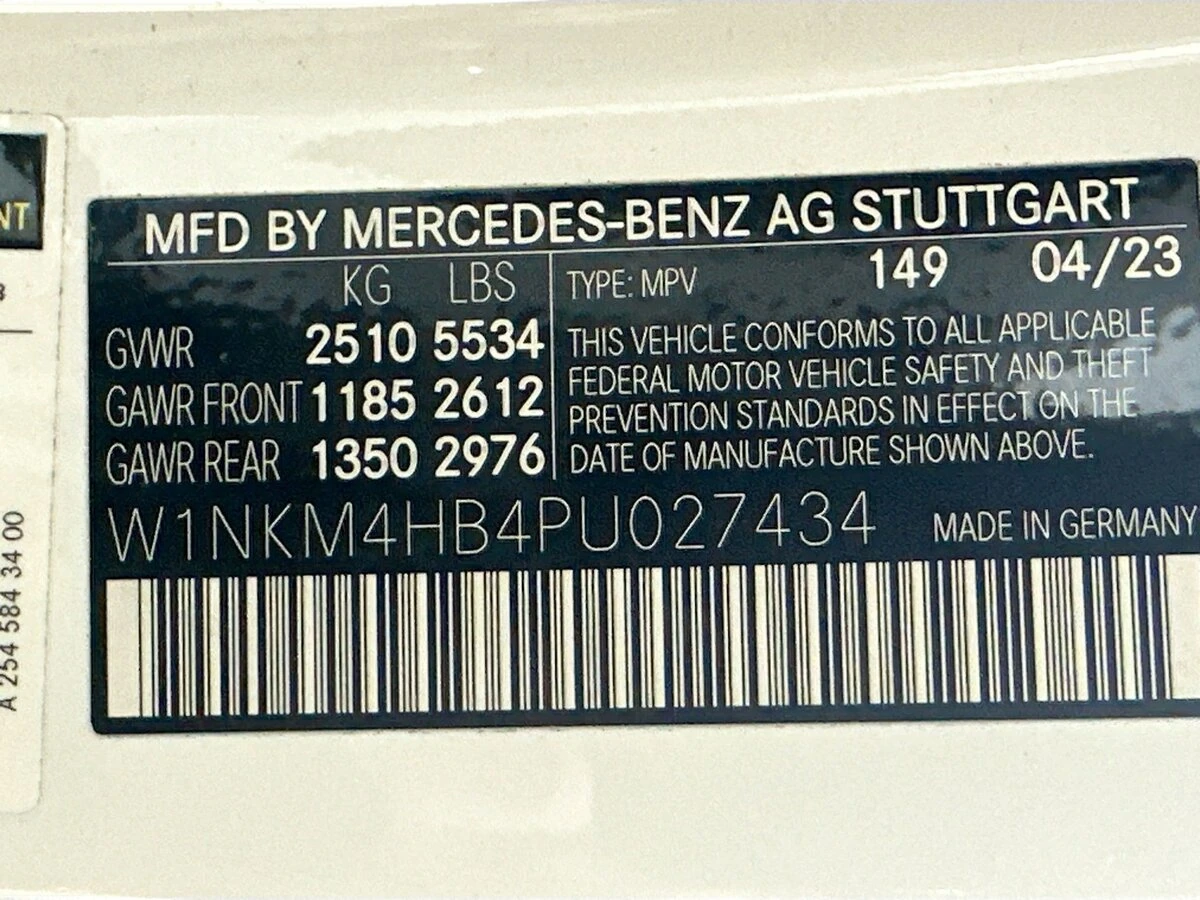 MFD BY MERCEDES-BENZ AG STUTTGART
KG LBS
TYPE: MPV 149 04/23
GVWR 2510 5534
GAWR FRONT 1185 2612
GAWR REAR 1350 2976
THIS VEHICLE CONFORMS TO ALL APPLICABLE
FEDERAL MOTOR VEHICLE SAFETY AND THEFT
PREVENTION STANDARDS IN EFFECT ON THE
DATE OF MANUFACTURE SHOWN ABOVE.
W1NKM4HB4PU027434 MADE IN GERMANY
NT
A 254 584 34 00